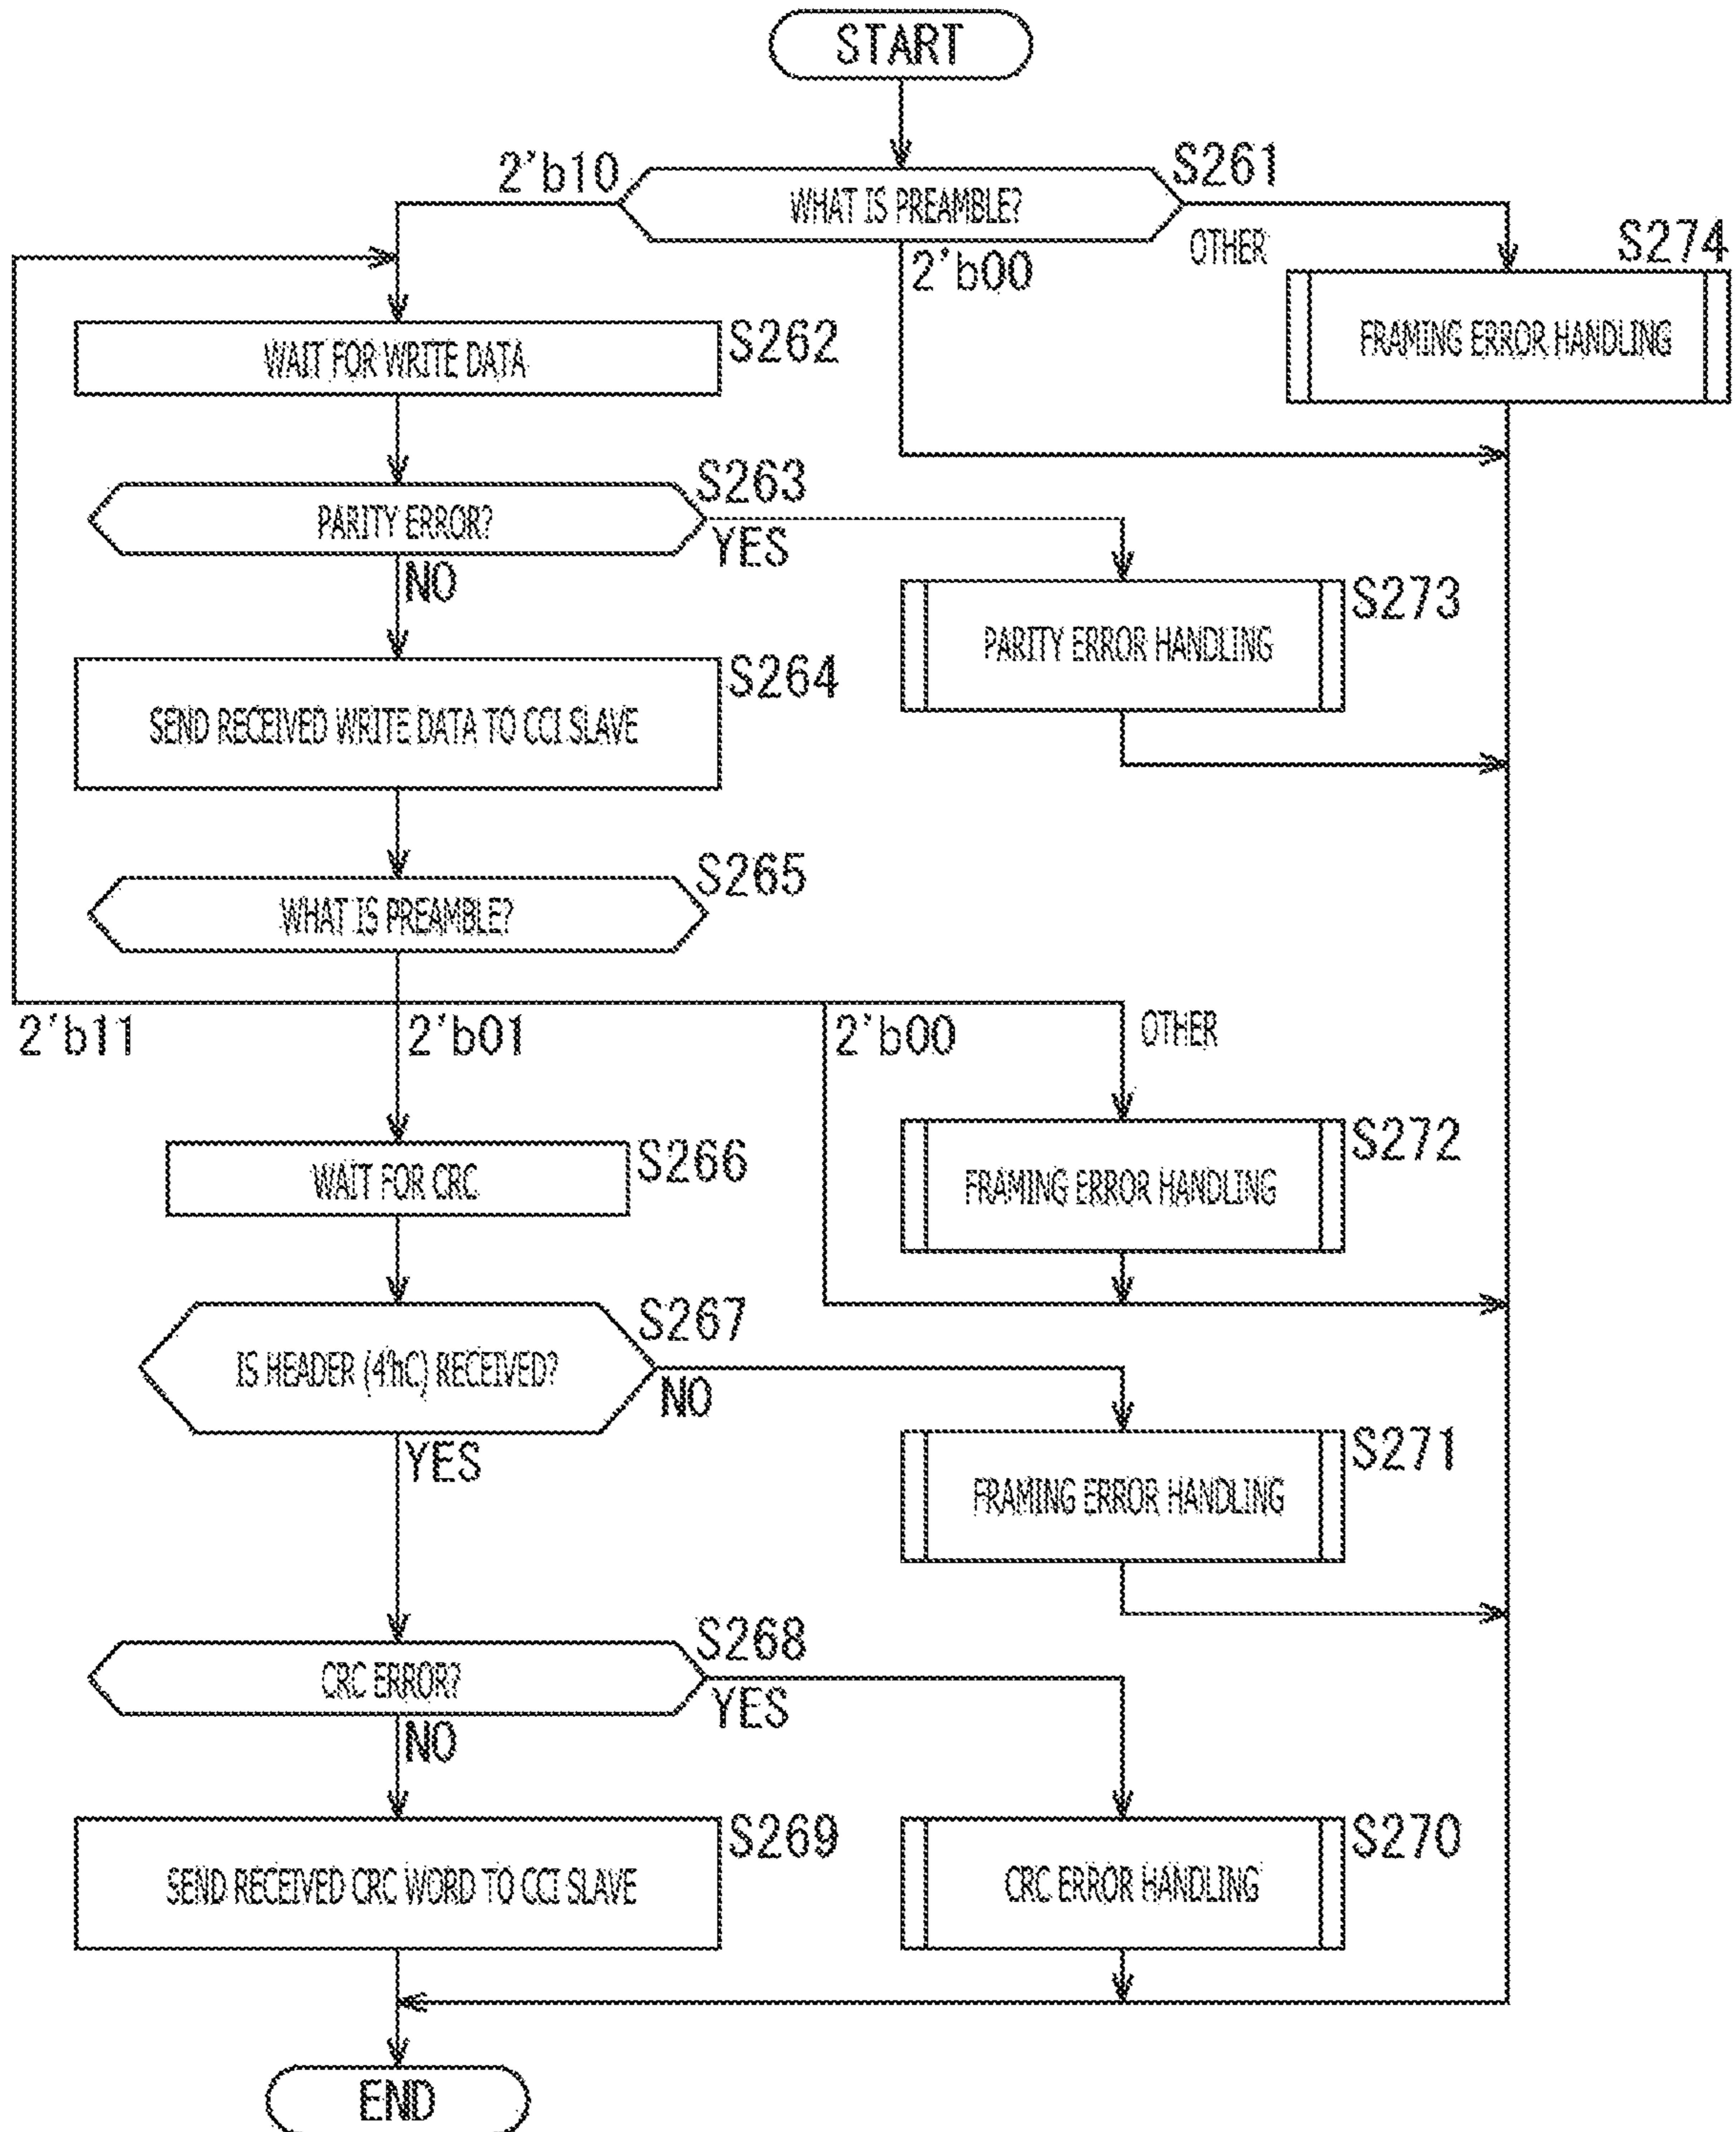 START
2'b10
S261
WHAT IS PREAMBLE?
OTHER
2'b00
S274
FRAMING ERROR HANDLING
S262
WAIT FOR WRITE DATA
S263
PARITY ERROR?
YES
NO
S273
PARITY ERROR HANDLING
S264
SEND RECEIVED WRITE DATA TO CCI SLAVE
S265
WHAT IS PREAMBLE?
2'b11
2'b01
2'b00
OTHER
S266
WAIT FOR CRC
S272
FRAMING ERROR HANDLING
S267
IS HEADER (4'hC) RECEIVED?
NO
YES
S271
FRAMING ERROR HANDLING
S268
CRC ERROR?
YES
NO
S269
SEND RECEIVED CRC WORD TO CCI SLAVE
S270
CRC ERROR HANDLING
END